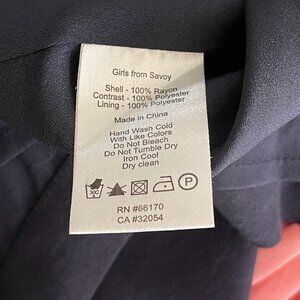 Girls from Savoy
Shell - 100% Rayon
Contrast - 100% Polyester
Lining - 100% Polyester
Made in China
Hand Wash Cold
With Like Colors
Do Not Bleach
Do Not Tumble Dry
Iron Cool
Dry clean
RN #66170
CA #32054